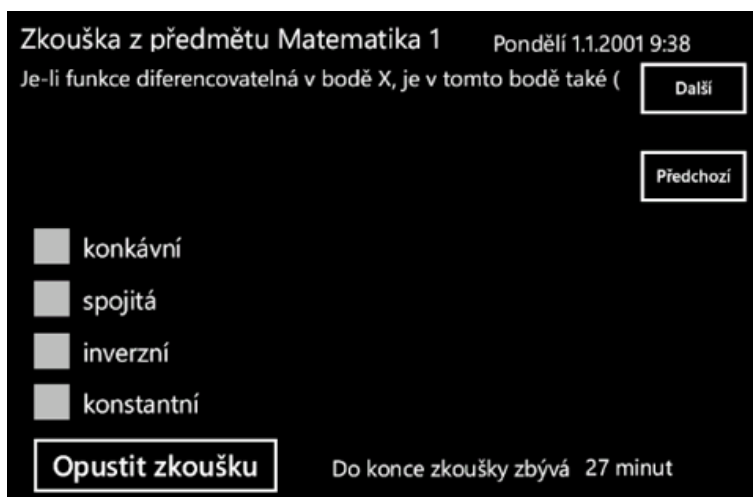 Zkouška z předmětu Matematika 1
Pondělí 1.1.2001 9:38
Je-li funkce diferencovatelná v bodě X, je v tomto bodě také (
Další
Předchozí
konkávní
spojitá
inverzní
konstantní
Opustit zkoušku
Do konce zkoušky zbývá 27 minut